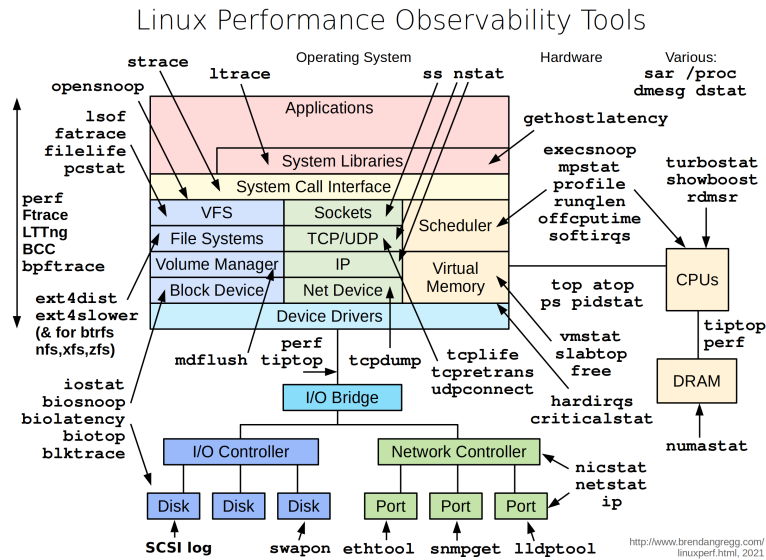 Linux Performance Observability Tools
Operating System
Hardware
Various:
sar /proc
dmesg dstat
strace
ltrace
ss nstat
opensnoop
lsof
fatrace
filelife
pcstat
gethostlatency
Applications
System Libraries
System Call Interface
VFS
Sockets
Scheduler
File Systems
TCP/UDP
Volume Manager
IP
Virtual
Memory
Block Device
Net Device
Device Drivers
perf
Ftrace
LTTng
BCC
bpftrace
execsnoop
mpstat
profile
runqlen
offcputime
softirqs
turbostat
showboost
rdmsr
CPUs
top atop
ps pidstat
tiptop
perf
DRAM
numastat
ext4dist
ext4slower
(& for btrfs
nfs,xfs,zfs)
mdflush
perf
tiptop
tcpdump
tcplife
tcpretrans
udpconnect
vmstat
slabtop
free
hardirqs
criticalstat
iostat
biosnoop
biolatency
biotop
blktrace
I/O Bridge
I/O Controller
Network Controller
nicstat
netstat
ip
Disk
Disk
Disk
Port
Port
Port
SCSI log
swapon
ethtool
snmpget
lldptool
http://www.brendangregg.com/
linuxperf.html, 2021